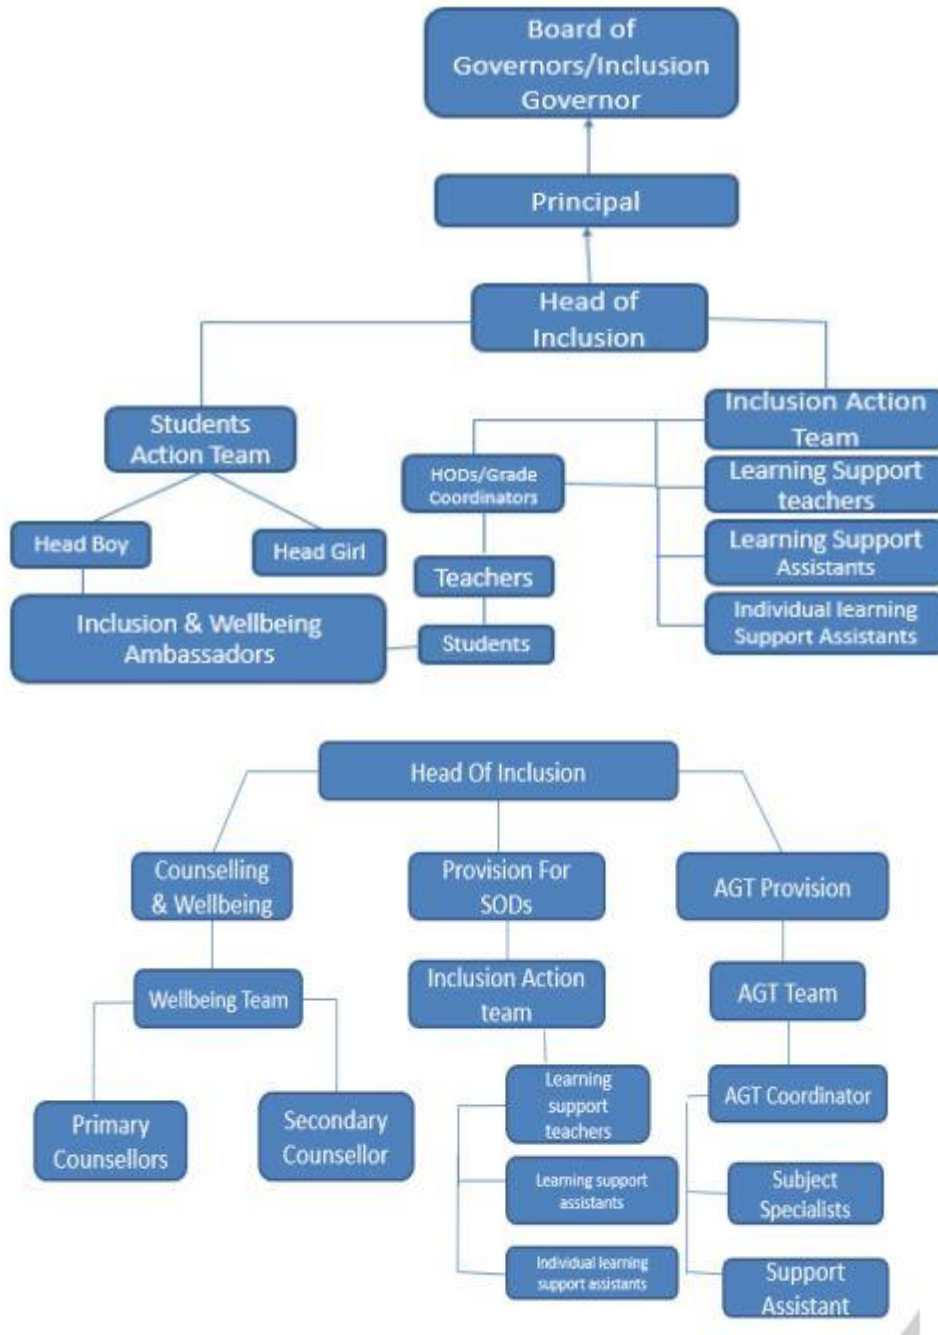 Board of
Governors/Inclusion
Governor
Principal
Head of
Inclusion
Students
Action Team
Head Boy
Head Girl
Inclusion & Wellbeing
Ambassadors
HODs/Grade
Coordinators
Teachers
Students
Inclusion Action
Team
Learning Support
teachers
Learning Support
Assistants
Individual learning
Support Assistants
Head Of Inclusion
Counselling
& Wellbeing
Wellbeing Team
Primary
Counsellors
Secondary
Counsellor
Provision For
SODs
Inclusion Action
team
Learning
support
teachers
Learning support
assistants
Individual learning
support assistants
AGT Provision
AGT Team
AGT Coordinator
Subject
Specialists
Support
Assistant